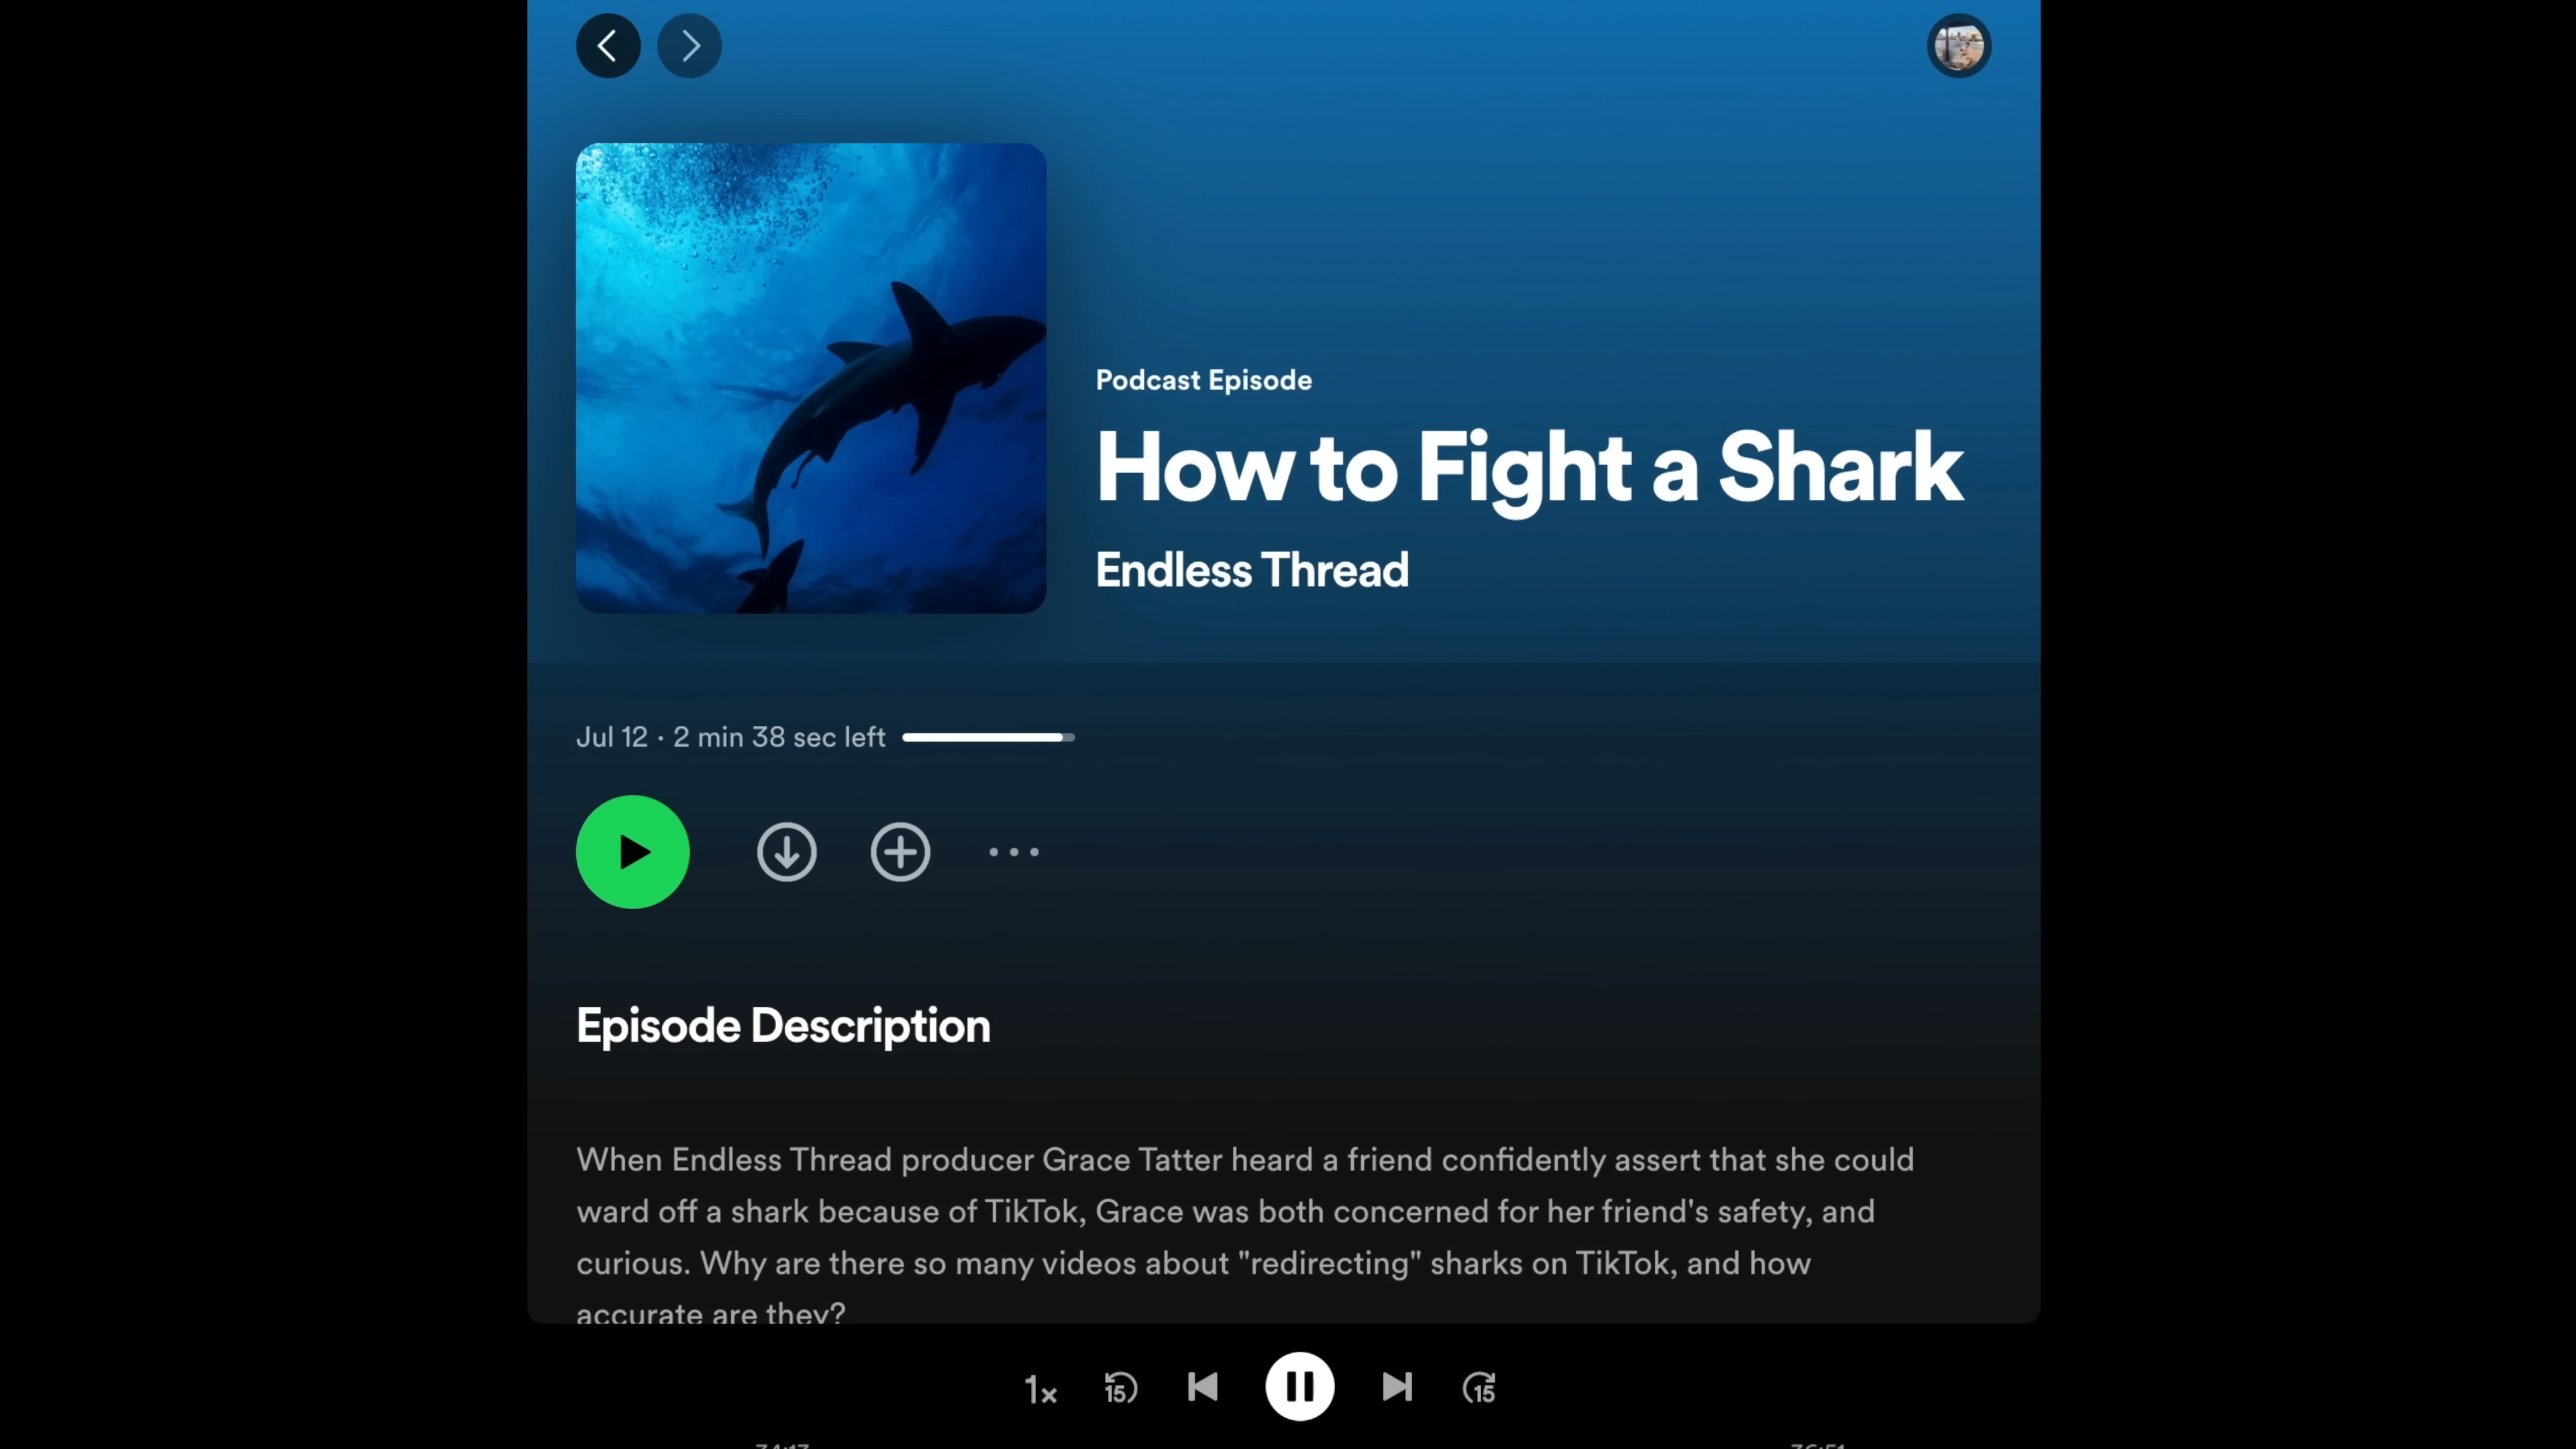 Podcast Episode
How to Fight a Shark
Endless Thread
Jul 12 · 2 min 38 sec left
Episode Description
When Endless Thread producer Grace Tatter heard a friend confidently assert that she could
ward off a shark because of TikTok, Grace was both concerned for her friend's safety, and
curious. Why are there so many videos about "redirecting" sharks on TikTok, and how
accurate are they?
1x 15 15